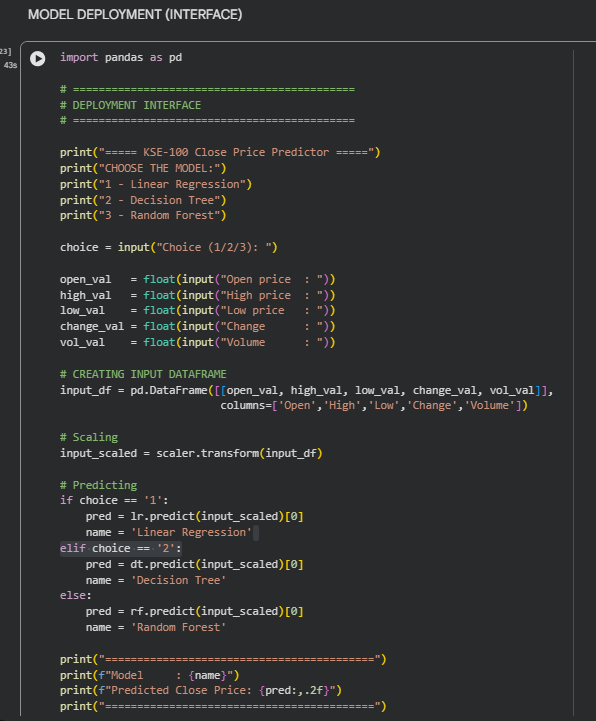 MODEL DEPLOYMENT (INTERFACE)
23]
43s
import pandas as pd
# ============================================
# DEPLOYMENT INTERFACE
# ============================================
print("===== KSE-100 Close Price Predictor =====")
print("CHOOSE THE MODEL:")
print("1 - Linear Regression")
print("2 - Decision Tree")
print("3 - Random Forest")
choice = input("Choice (1/2/3): ")
open_val   = float(input("Open price  : "))
high_val   = float(input("High price  : "))
low_val    = float(input("Low price   : "))
change_val = float(input("Change      : "))
vol_val    = float(input("Volume      : "))
# CREATING INPUT DATAFRAME
input_df = pd.DataFrame([[open_val, high_val, low_val, change_val, vol_val]],
                         columns=['Open','High','Low','Change','Volume'])
# Scaling
input_scaled = scaler.transform(input_df)
# Predicting
if choice == '1':
    pred = lr.predict(input_scaled)[0]
    name = 'Linear Regression'
elif choice == '2':
    pred = dt.predict(input_scaled)[0]
    name = 'Decision Tree'
else:
    pred = rf.predict(input_scaled)[0]
    name = 'Random Forest'
print("==========================================")
print(f"Model     : {name}")
print(f"Predicted Close Price: {pred:,.2f}")
print("==========================================")